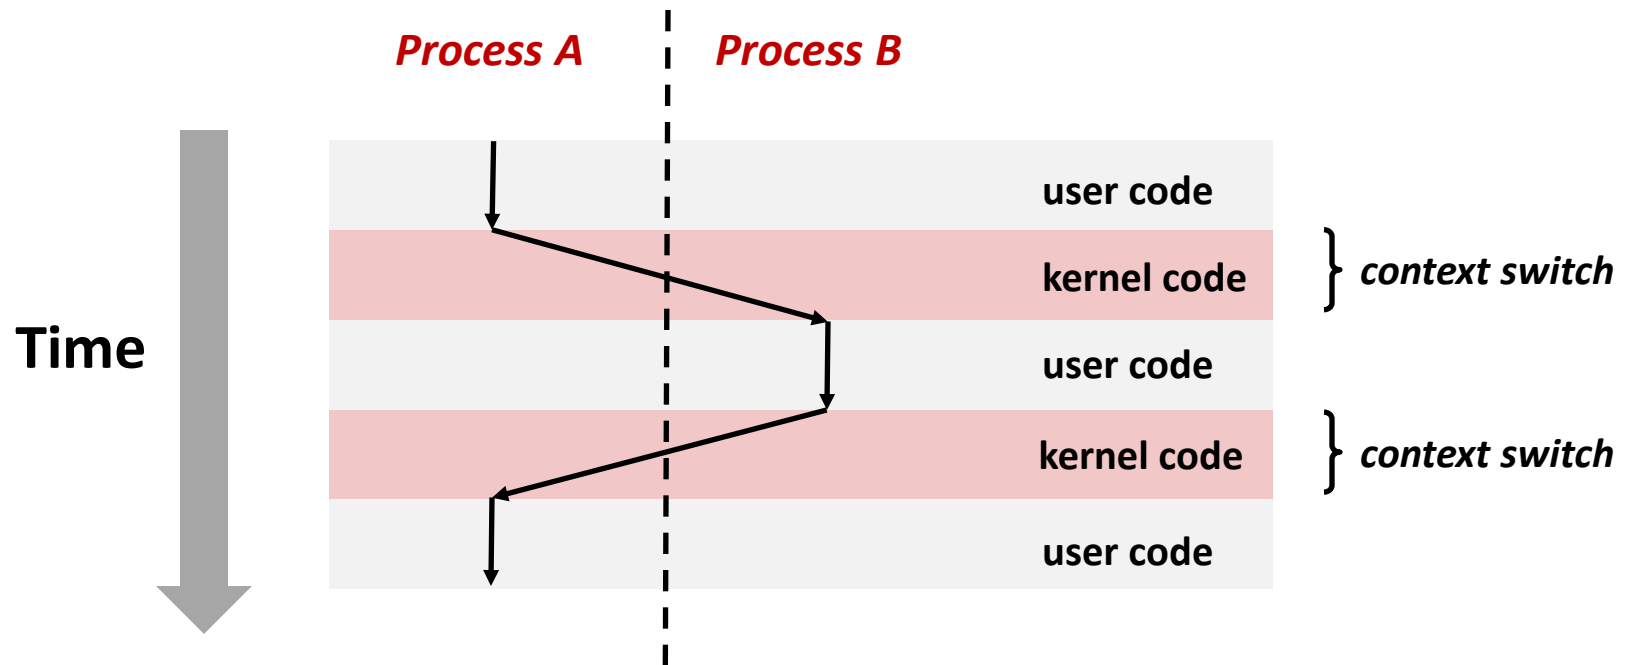 Process A
Process B
user code
kernel code
context switch
Time
user code
kernel code
context switch
user code